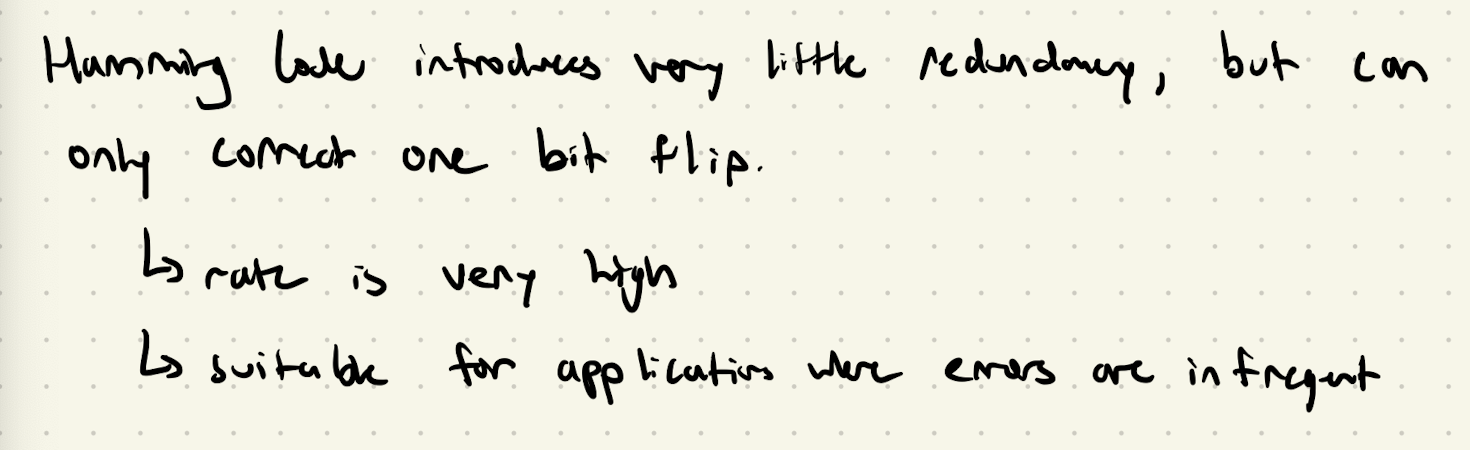 Hamming Code introduces very little redundancy, but can
only correct one bit flip.
↳ rate is very high
↳ suitable for applications where errors are infrequent